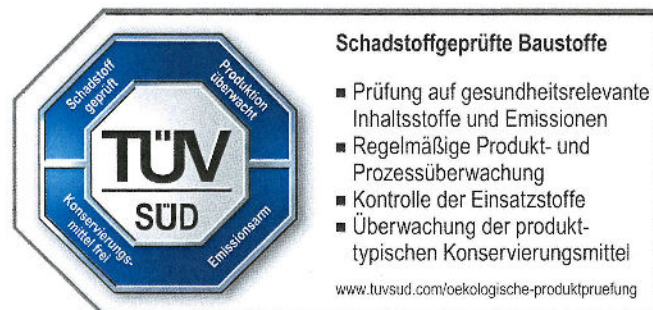 Schadstoff
geprüft
Produktion
überwacht
TÜV
SÜD
Konservierungs-
mittel frei
Emissionsarm
Schadstoffgeprüfte Baustoffe
▪ Prüfung auf gesundheitsrelevante
Inhaltsstoffe und Emissionen
▪ Regelmäßige Produkt- und
Prozessüberwachung
▪ Kontrolle der Einsatzstoffe
▪ Überwachung der produkt-
typischen Konservierungsmittel
www.tuvsud.com/oekologische-produktpruefung